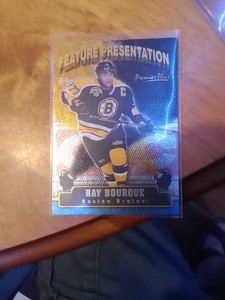 FEATURE PRESENTATION
Premier Plus
C
B
RAY BOURQUE
Boston Bruins